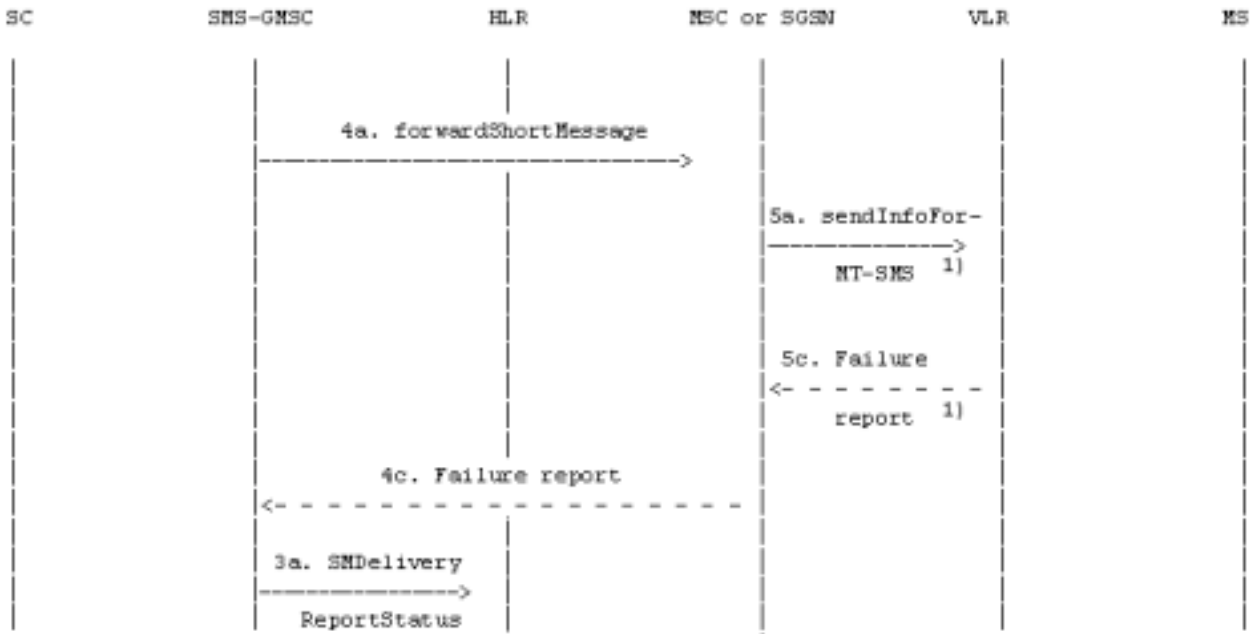 SC SMS-GMSC HLR MSC or SGSN VLR MS
4a. forwardShortMessage
5a. sendInfoFor-
MT-SMS 1)
5c. Failure
report 1)
4c. Failure report
3a. SMDelivery
ReportStatus